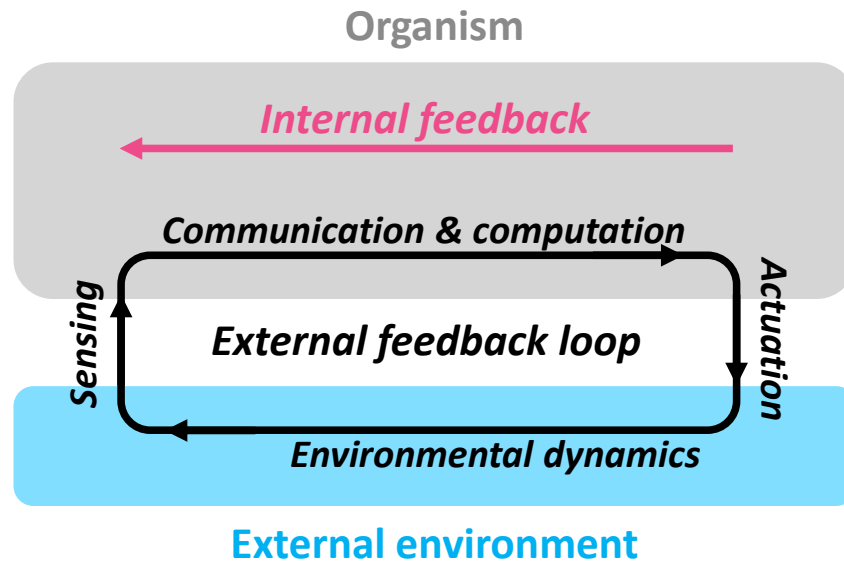 Organism
Internal feedback
Communication & computation
Sensing
External feedback loop
Actuation
Environmental dynamics
External environment